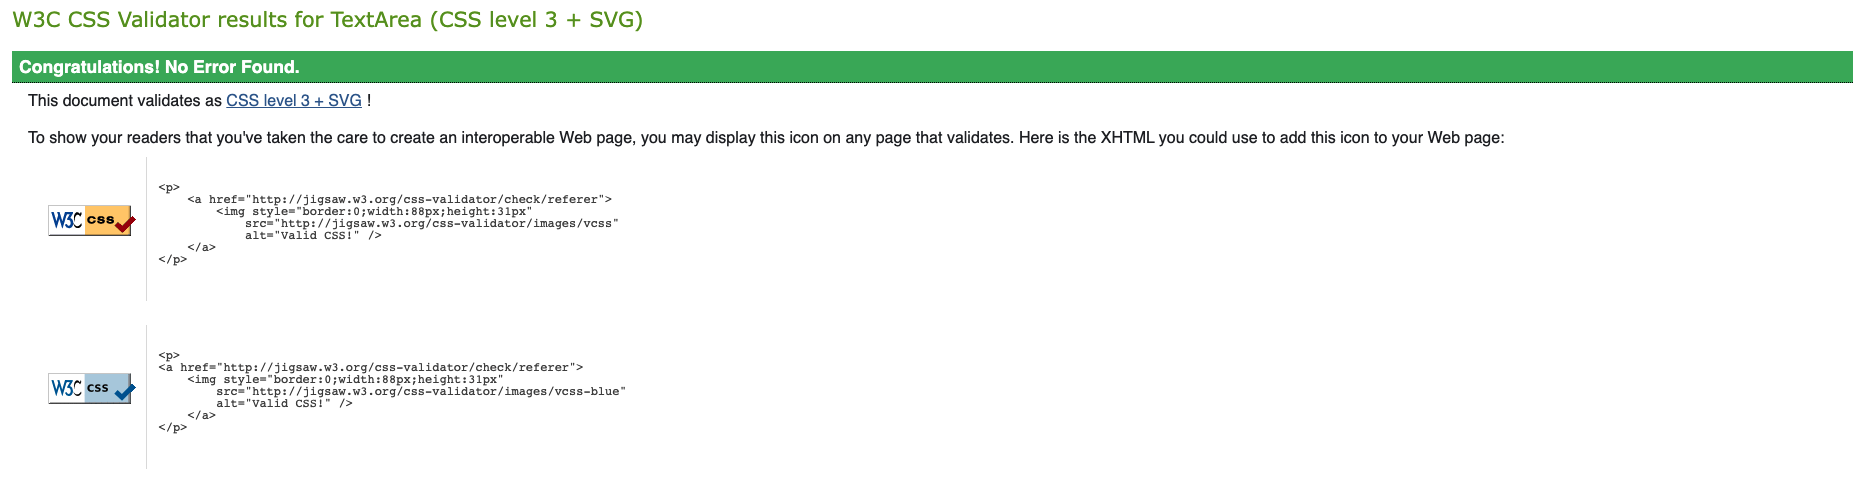 W3C CSS Validator results for TextArea (CSS level 3 + SVG)
Congratulations! No Error Found.
This document validates as CSS level 3 + SVG !
To show your readers that you've taken the care to create an interoperable Web page, you may display this icon on any page that validates. Here is the XHTML you could use to add this icon to your Web page:
W3C css
<p>
    <a href="http://jigsaw.w3.org/css-validator/check/referer">
        <img style="border:0;width:88px;height:31px"
            src="http://jigsaw.w3.org/css-validator/images/vcss"
            alt="Valid CSS!" />
    </a>
</p>
W3C css
<p>
<a href="http://jigsaw.w3.org/css-validator/check/referer">
    <img style="border:0;width:88px;height:31px"
        src="http://jigsaw.w3.org/css-validator/images/vcss-blue"
        alt="Valid CSS!" />
    </a>
</p>